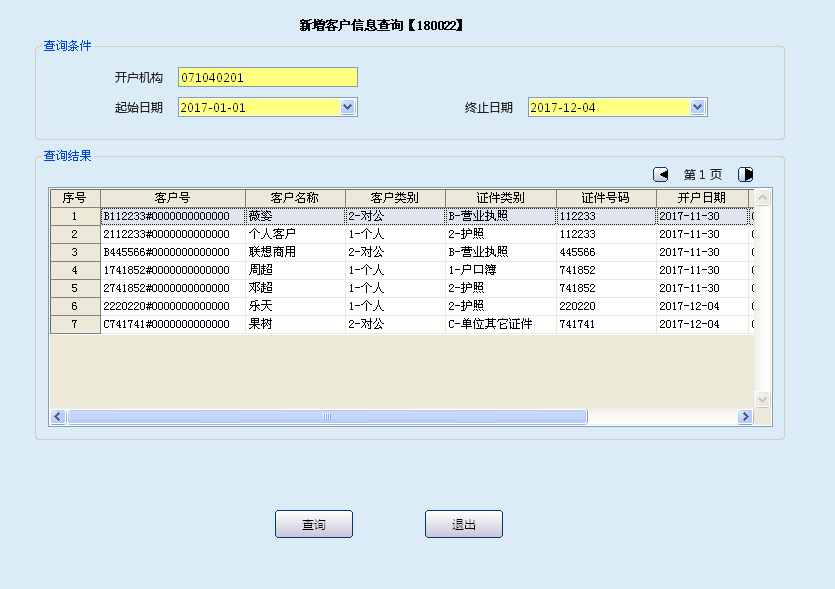 新增客户信息查询【180022】
查询条件
开户机构 071040201
起始日期 2017-01-01 终止日期 2017-12-04
查询结果
第 1 页
序号 客户号 客户名称 客户类别 证件类别 证件号码 开户日期
1 B112233#0000000000000 薇姿 2-对公 B-营业执照 112233 2017-11-30
2 2112233#0000000000000 个人客户 1-个人 2-护照 112233 2017-11-30
3 B445566#0000000000000 联想商用 2-对公 B-营业执照 445566 2017-11-30
4 1741852#0000000000000 周超 1-个人 1-户口簿 741852 2017-11-30
5 2741852#0000000000000 邓超 1-个人 2-护照 741852 2017-11-30
6 2220220#0000000000000 乐天 1-个人 2-护照 220220 2017-12-04
7 C741741#0000000000000 果树 2-对公 C-单位其它证件 741741 2017-12-04
查询 退出